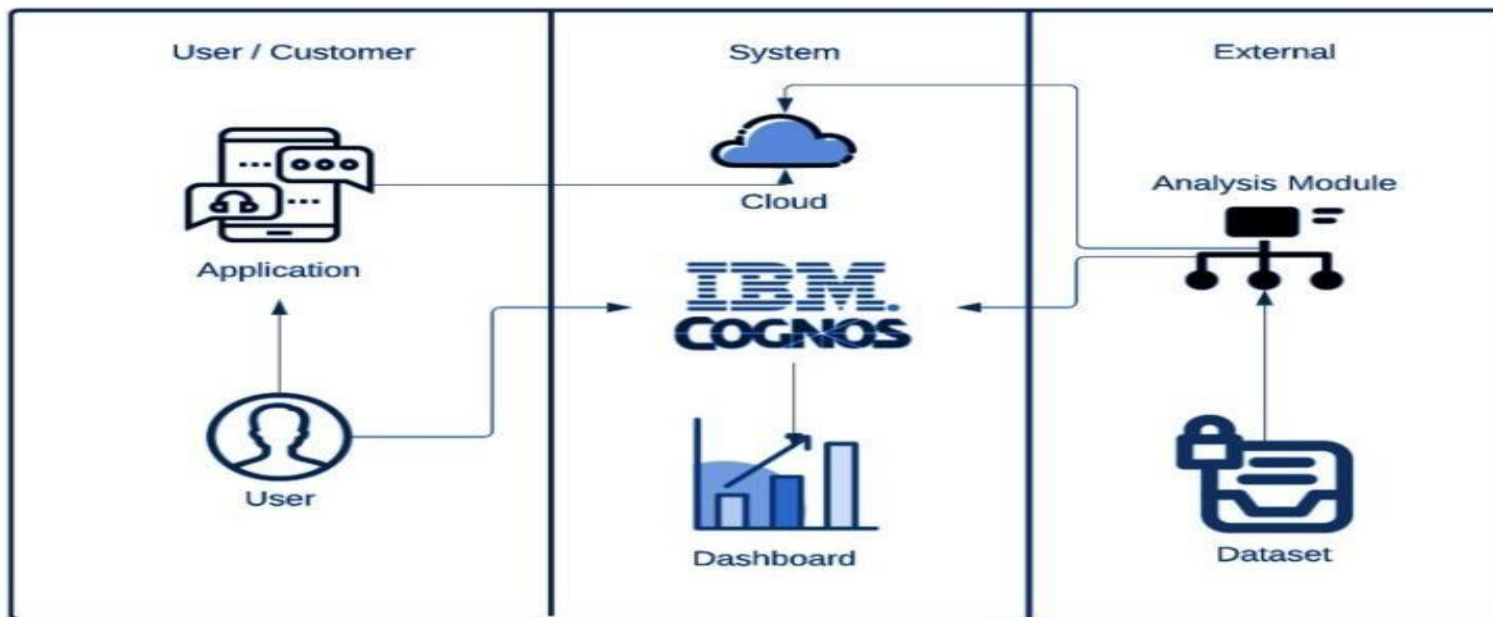 User / Customer
System
External
Application
Cloud
Analysis Module
IBM.
COGNOS
User
Dashboard
Dataset